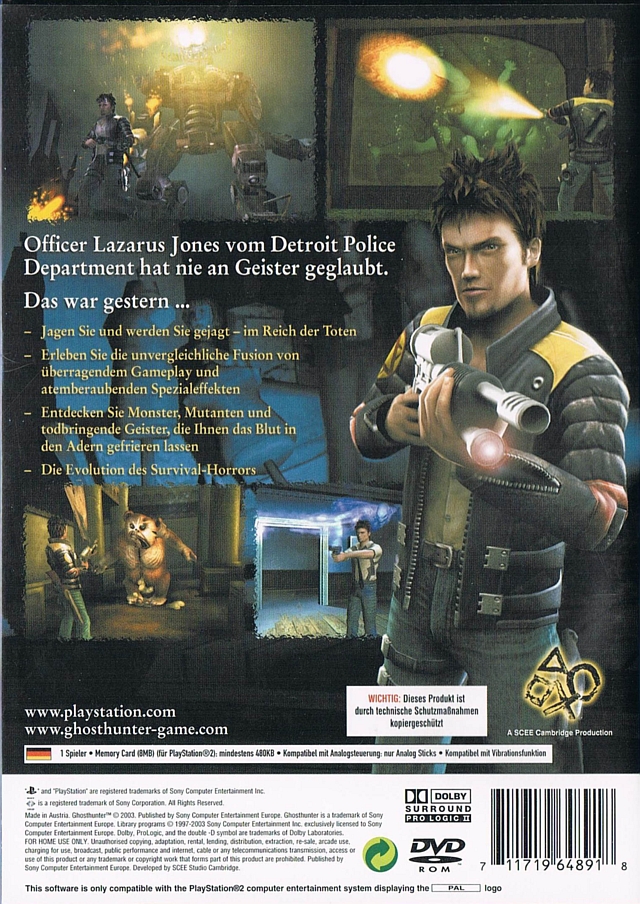 Officer Lazarus Jones vom Detroit Police
Department hat nie an Geister geglaubt.
Das war gestern ...
– Jagen Sie und werden Sie gejagt – im Reich der Toten
– Erleben Sie die unvergleichliche Fusion von
überragendem Gameplay und
atemberaubenden Spezialeffekten
– Entdecken Sie Monster, Mutanten und
todbringende Geister, die Ihnen das Blut in
den Adern gefrieren lassen
– Die Evolution des Survival-Horrors
WICHTIG: Dieses Produkt ist
durch technische Schutzmaßnahmen
kopiergeschützt
www.playstation.com
www.ghosthunter-game.com
A SCEE Cambridge Production
1 Spieler • Memory Card (8MB) (für PlayStation®2): mindestens 480KB • Kompatibel mit Analogsteuerung: nur Analog Sticks • Kompatibel mit Vibrationsfunktion
"PS" and "PlayStation" are registered trademarks of Sony Computer Entertainment Inc.
is a registered trademark of Sony Corporation. All Rights Reserved.
Made in Austria. Ghosthunter™ © 2003. Published by Sony Computer Entertainment Europe. Ghosthunter is a trademark of Sony
Computer Entertainment Europe. Library programs © 1997-2003 Sony Computer Entertainment Inc. exclusively licensed to Sony
Computer Entertainment Europe. Dolby, ProLogic, and the double -D symbol are trademarks of Dolby Laboratories.
FOR HOME USE ONLY. Unauthorised copying, adaptation, rental, lending, distribution, extraction, re-sale, arcade use,
charging for use, broadcast, public performance and internet, cable or any telecommunications transmission, access or
use of this product or any trademark or copyright work that forms part of this product are prohibited. Published by
Sony Computer Entertainment Europe. Developed by SCEE Studio Cambridge.
DOLBY
SURROUND
PRO LOGIC II
DVD
ROM
7 11719 64891 8
This software is only compatible with the PlayStation®2 computer entertainment system displaying the PAL logo